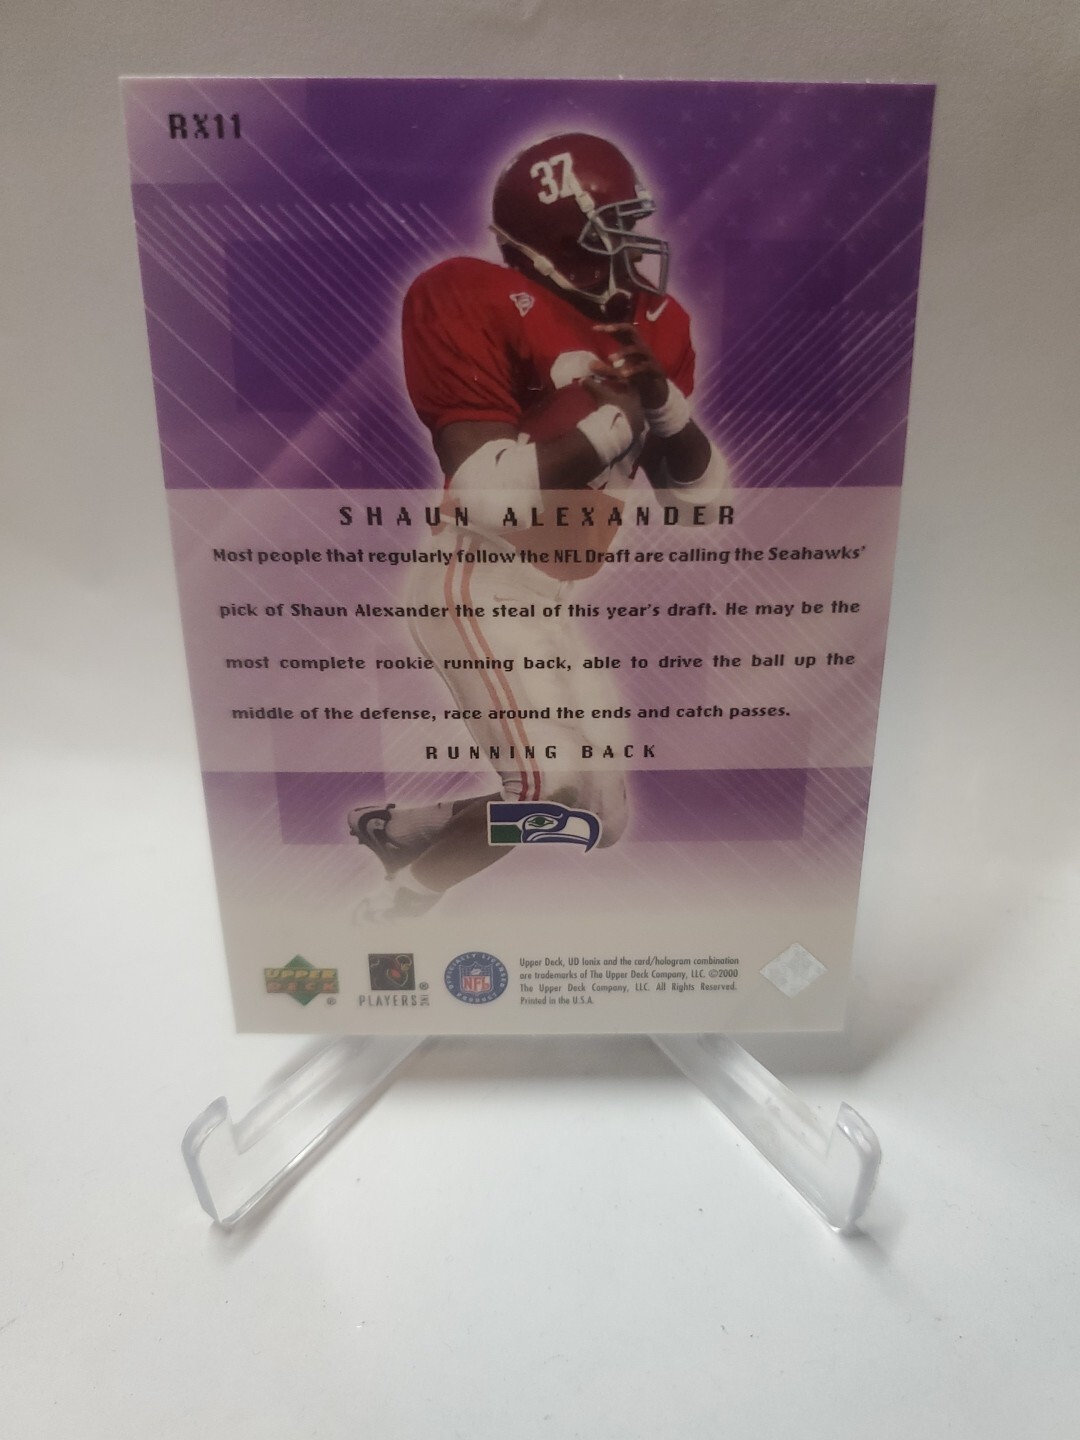 RX11
37
SHAUN ALEXANDER
Most people that regularly follow the NFL Draft are calling the Seahawks'
pick of Shaun Alexander the steal of this year's draft. He may be the
most complete rookie running back, able to drive the ball up the
middle of the defense, race around the ends and catch passes.
RUNNING BACK
UPPER DECK ®
PLAYERS INC ®
OFFICIALLY LICENSED PRODUCT NFL
Upper Deck, UD Ionix and the card/hologram combination
are trademarks of The Upper Deck Company, LLC. ©2000
The Upper Deck Company, LLC. All Rights Reserved.
Printed in the U.S.A.